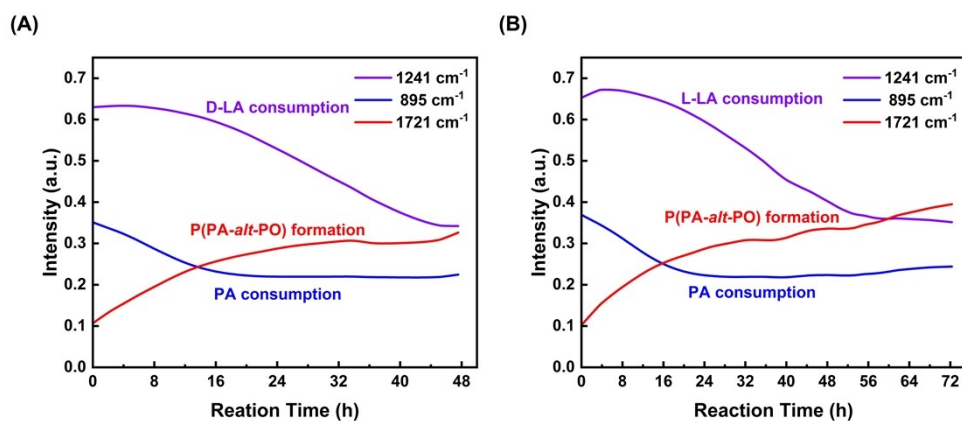 (A)
0.7
0.6
0.5
0.4
0.3
0.2
0.1
0.0
Intensity (a.u.)
1241 cm⁻¹
895 cm⁻¹
1721 cm⁻¹
D-LA consumption
P(PA-alt-PO) formation
PA consumption
0 8 16 24 32 40 48
Reation Time (h)
(B)
0.7
0.6
0.5
0.4
0.3
0.2
0.1
0.0
Intensity (a.u.)
1241 cm⁻¹
895 cm⁻¹
1721 cm⁻¹
L-LA consumption
P(PA-alt-PO) formation
PA consumption
0 8 16 24 32 40 48 56 64 72
Reaction Time (h)